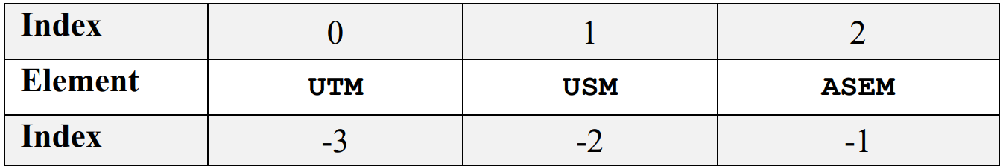 Index 0 1 2
Element UTM USM ASEM
Index -3 -2 -1